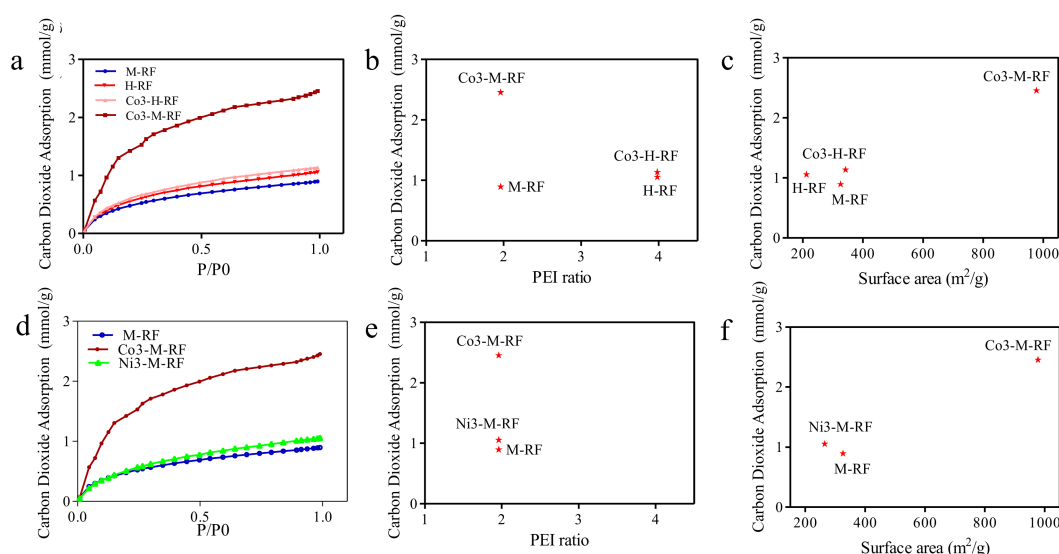 a
Carbon Dioxide Adsorption (mmol/g)
3
2
1
0
M-RF
H-RF
Co3-H-RF
Co3-M-RF
0.0
0.5
1.0
P/P0
b
Carbon Dioxide Adsorption (mmol/g)
3
2
1
0
Co3-M-RF
M-RF
Co3-H-RF
H-RF
1
2
3
4
PEI ratio
c
Carbon Dioxide Adsorption (mmol/g)
3
2
1
0
Co3-M-RF
Co3-H-RF
H-RF
M-RF
200
400
600
800
1000
Surface area (m²/g)
d
Carbon Dioxide Adsorption (mmol/g)
3
2
1
0
M-RF
Co3-M-RF
Ni3-M-RF
0.0
0.5
1.0
P/P0
e
Carbon Dioxide Adsorption (mmol/g)
3
2
1
0
Co3-M-RF
Ni3-M-RF
M-RF
1
2
3
4
PEI ratio
f
Carbon Dioxide Adsorption (mmol/g)
3
2
1
0
Co3-M-RF
Ni3-M-RF
M-RF
200
400
600
800
1000
Surface area (m²/g)